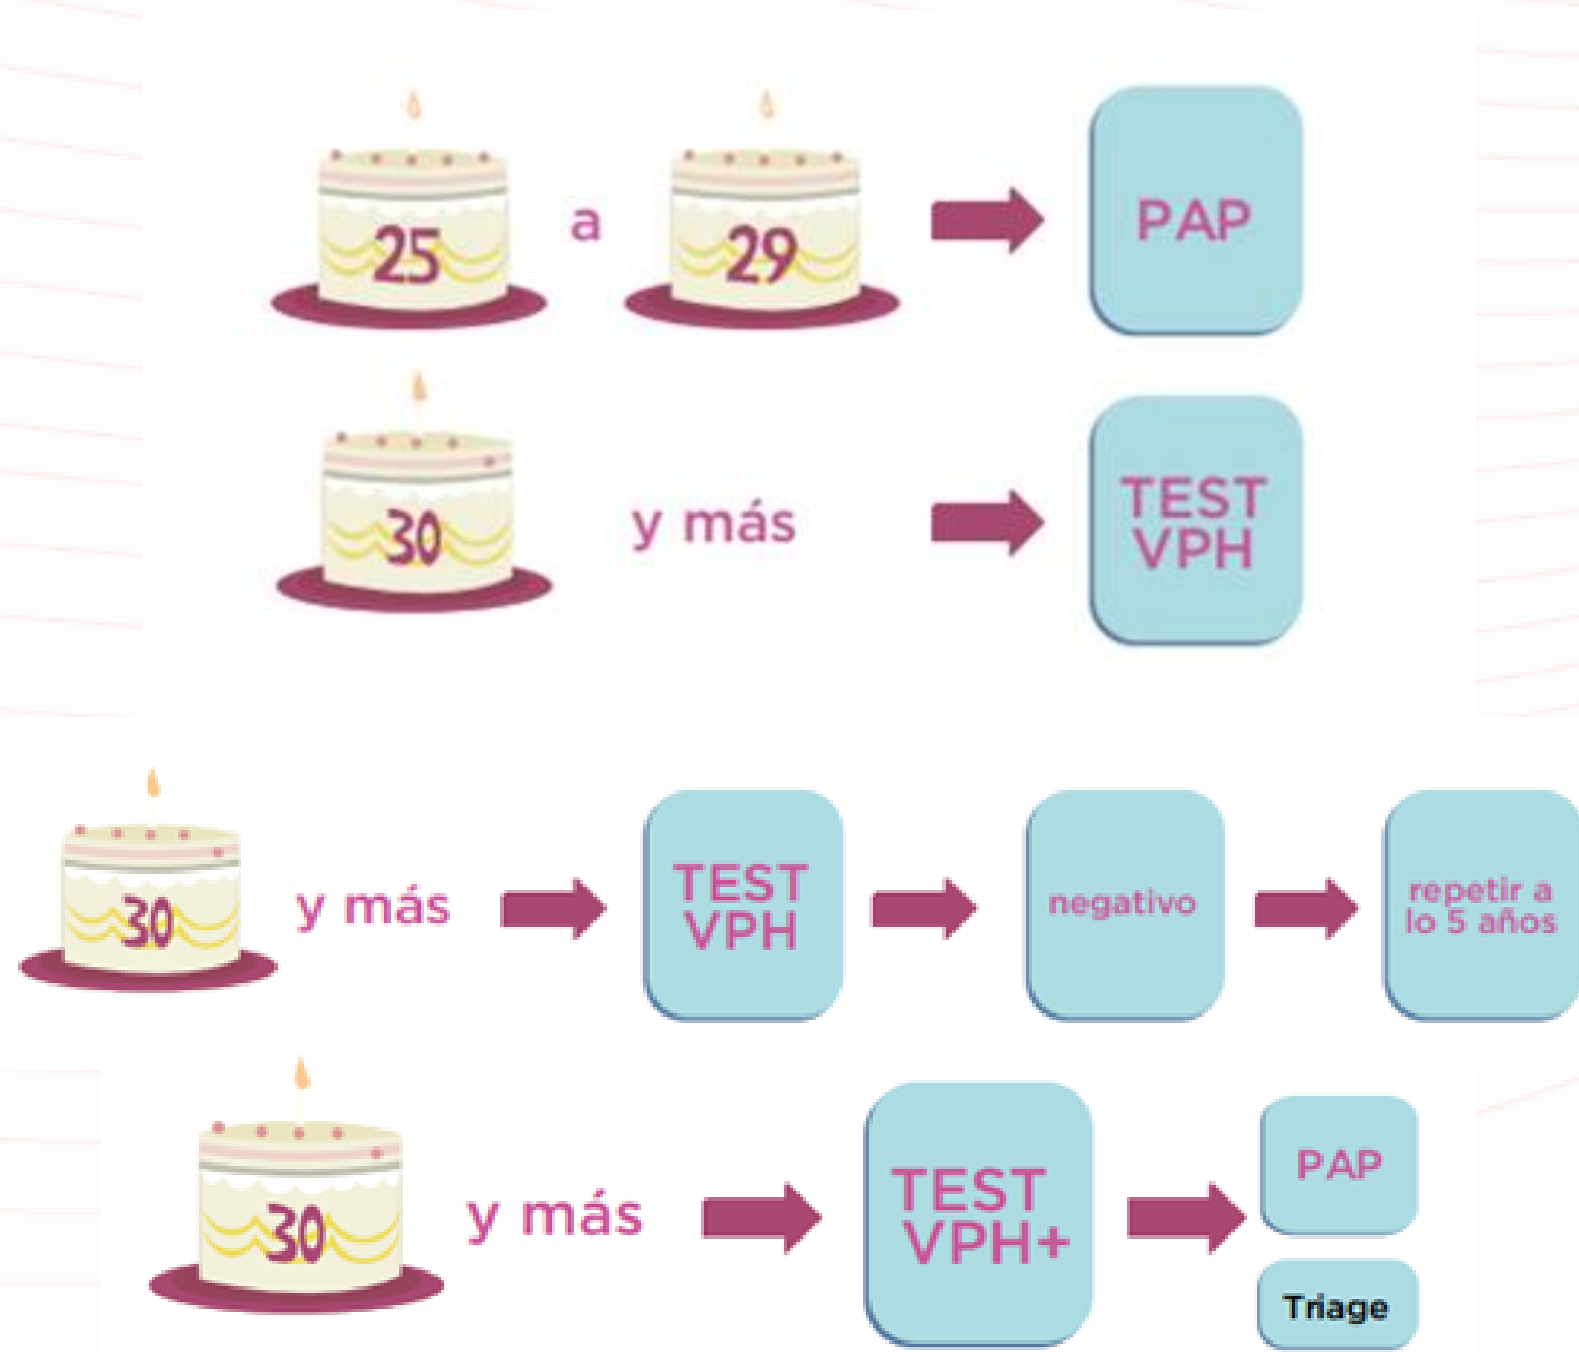 25 a 29 PAP
30 y más TEST
VPH
30 y más TEST
VPH negativo repetir a
lo 5 años
30 y más TEST
VPH+ PAP
Triage